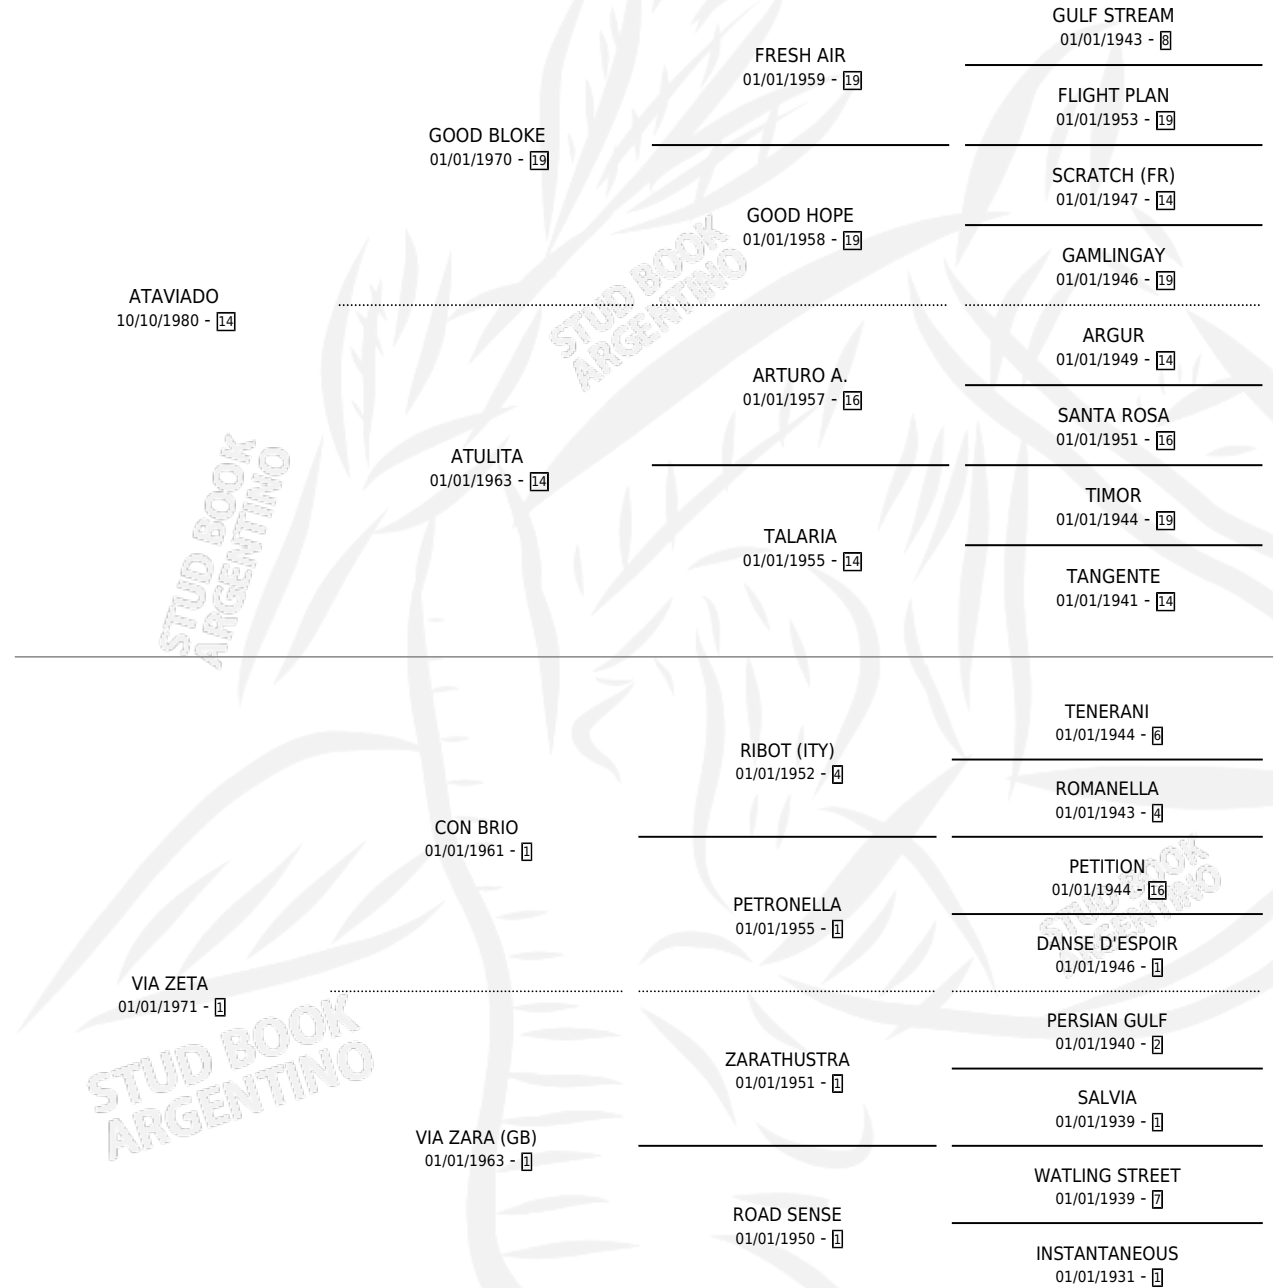 GULF STREAM
01/01/1943 - 8
FRESH AIR
01/01/1959 - 19
FLIGHT PLAN
01/01/1953 - 19
GOOD BLOKE
01/01/1970 - 19
SCRATCH (FR)
01/01/1947 - 14
GOOD HOPE
01/01/1958 - 19
GAMLINGAY
01/01/1946 - 19
ATAVIADO
10/10/1980 - 14
STUD BOOK
ARGENTINO
ARGUR
01/01/1949 - 14
ARTURO A.
01/01/1957 - 16
SANTA ROSA
01/01/1951 - 16
ATULITA
01/01/1963 - 14
TIMOR
01/01/1944 - 19
TALARIA
01/01/1955 - 14
TANGENTE
01/01/1941 - 14
STUD BOOK
ARGENTINO
TENERANI
01/01/1944 - 6
RIBOT (ITY)
01/01/1952 - 4
ROMANELLA
01/01/1943 - 4
CON BRIO
01/01/1961 - 1
PETITION
01/01/1944 - 16
PETRONELLA
01/01/1955 - 1
DANSE D'ESPOIR
01/01/1946 - 1
STUD BOOK
ARGENTINO
VIA ZETA
01/01/1971 - 1
PERSIAN GULF
01/01/1940 - 2
ZARATHUSTRA
01/01/1951 - 1
SALVIA
01/01/1939 - 1
STUD BOOK
ARGENTINO
VIA ZARA (GB)
01/01/1963 - 1
WATLING STREET
01/01/1939 - 7
ROAD SENSE
01/01/1950 - 1
INSTANTANEOUS
01/01/1931 - 1